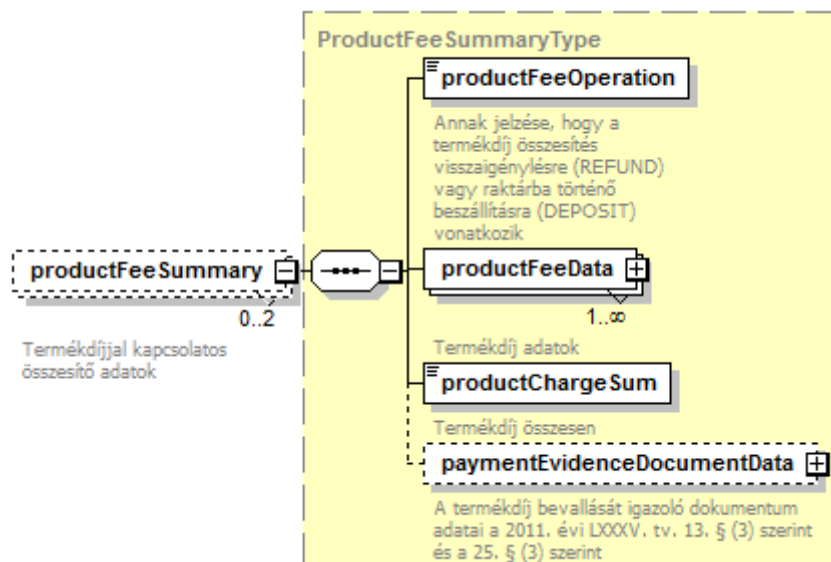 ProductFeeSummaryType
productFeeOperation
Annak jelzése, hogy a
termékdíj összesítés
visszaigénylésre (REFUND)
vagy raktárba történő
beszállításra (DEPOSIT)
vonatkozik
productFeeSummary
0..2
Termékdíjjal kapcsolatos
összesítő adatok
productFeeData
1..∞
Termékdíj adatok
productChargeSum
Termékdíj összesen
paymentEvidenceDocumentData
A termékdíj bevallását igazoló dokumentum
adatai a 2011. évi LXXXV. tv. 13. § (3) szerint
és a 25. § (3) szerint